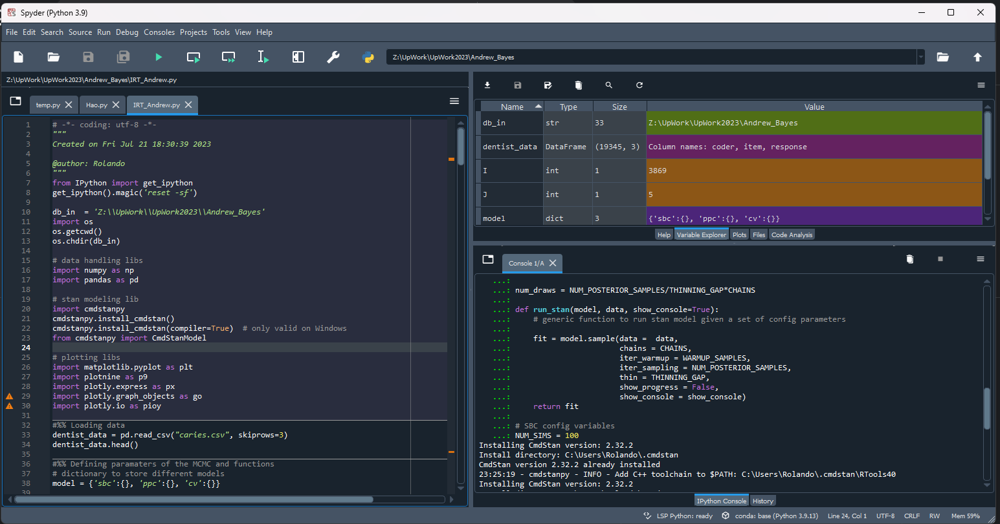 Spyder (Python 3.9)
File Edit Search Source Run Debug Consoles Projects Tools View Help
Z:\UpWork\UpWork2023\Andrew_Bayes
Z:\UpWork\UpWork2023\Andrew_Bayes\IRT_Andrew.py
temp.py Hao.py IRT_Andrew.py
1 # -*- coding: utf-8 -*-
2 """
3 Created on Fri Jul 21 18:30:39 2023
4
5 @author: Rolando
6 """
7 from IPython import get_ipython
8 get_ipython().magic('reset -sf')
9
10 db_in  = 'Z:\\UpWork\\UpWork2023\\Andrew_Bayes'
11 import os
12 os.getcwd()
13 os.chdir(db_in)
14
15 # data handling libs
16 import numpy as np
17 import pandas as pd
18
19 # stan modeling lib
20 import cmdstanpy
21 cmdstanpy.install_cmdstan()
22 cmdstanpy.install_cmdstan(compiler=True)  # only valid on Windows
23 from cmdstanpy import CmdStanModel
24
25 # plotting libs
26 import matplotlib.pyplot as plt
27 import plotnine as p9
28 import plotly.express as px
29 import plotly.graph_objects as go
30 import plotly.io as pioy
31
32 #%% Loading data
33 dentist_data = pd.read_csv("caries.csv", skiprows=3)
34 dentist_data.head()
35
36 #%% Defining paramaters of the MCMC and functions
37 # dictionary to store different models
38 model = {'sbc':{}, 'ppc':{}, 'cv':{}}
39
Name Type Size Value
db_in str 33 Z:\UpWork\UpWork2023\Andrew_Bayes
dentist_data DataFrame (19345, 3) Column names: coder, item, response
I int 1 3869
J int 1 5
model dict 3 {'sbc':{}, 'ppc':{}, 'cv':{}}
Help Variable Explorer Plots Files Code Analysis
Console 1/A
...:
...: num_draws = NUM_POSTERIOR_SAMPLES/THINNING_GAP*CHAINS
...:
...: def run_stan(model, data, show_console=True):
...:     # generic function to run stan model given a set of config parameters
...:
...:     fit = model.sample(data =  data,
...:                        chains = CHAINS,
...:                        iter_warmup = WARMUP_SAMPLES,
...:                        iter_sampling = NUM_POSTERIOR_SAMPLES,
...:                        thin = THINNING_GAP,
...:                        show_progress = False,
...:                        show_console = show_console)
...:     return fit
...:
...: # SBC config variables
...: NUM_SIMS = 100
Installing CmdStan version: 2.32.2
Install directory: C:\Users\Rolando\.cmdstan
CmdStan version 2.32.2 already installed
23:25:19 - cmdstanpy - INFO - Add C++ toolchain to $PATH: C:\Users\Rolando\.cmdstan\RTools40
Installing CmdStan version: 2.32.2
IPython Console History
LSP Python: ready conda: base (Python 3.9.13) Line 24, Col 1 UTF-8 CRLF RW Mem 59%